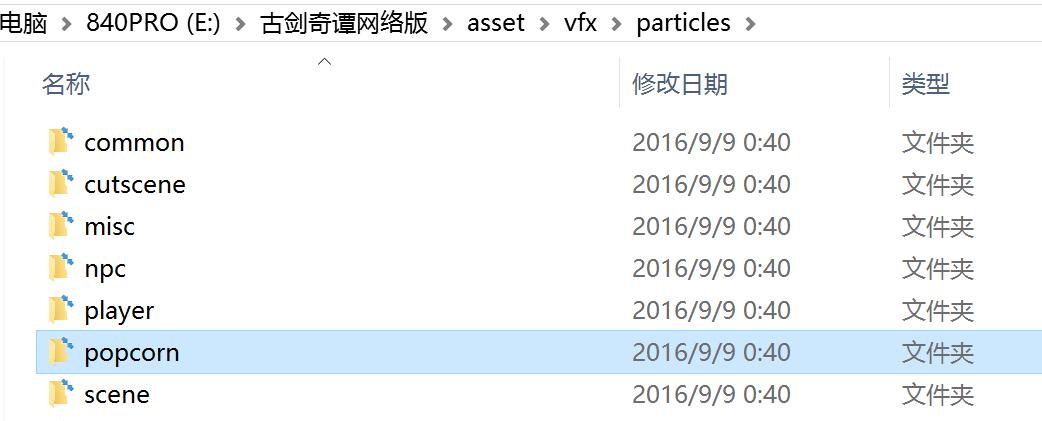 电脑 > 840PRO (E:) > 古剑奇谭网络版 > asset > vfx > particles >
名称 修改日期 类型
common 2016/9/9 0:40 文件夹
cutscene 2016/9/9 0:40 文件夹
misc 2016/9/9 0:40 文件夹
npc 2016/9/9 0:40 文件夹
player 2016/9/9 0:40 文件夹
popcorn 2016/9/9 0:40 文件夹
scene 2016/9/9 0:40 文件夹